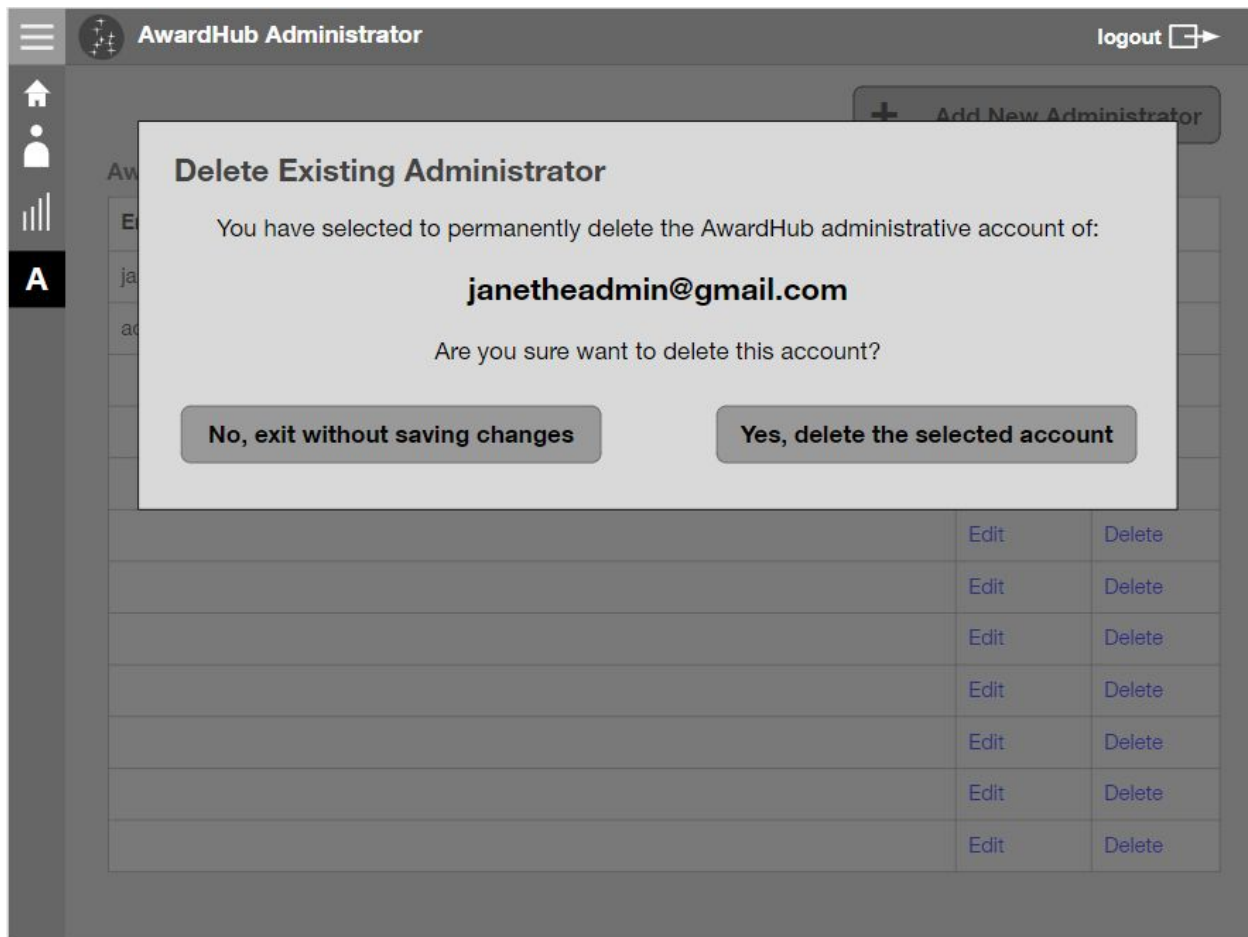 AwardHub Administrator
logout
Add New Administrator
Delete Existing Administrator
You have selected to permanently delete the AwardHub administrative account of:
janetheadmin@gmail.com
Are you sure want to delete this account?
No, exit without saving changes
Yes, delete the selected account
A
Edit Delete
Edit Delete
Edit Delete
Edit Delete
Edit Delete
Edit Delete
Edit Delete